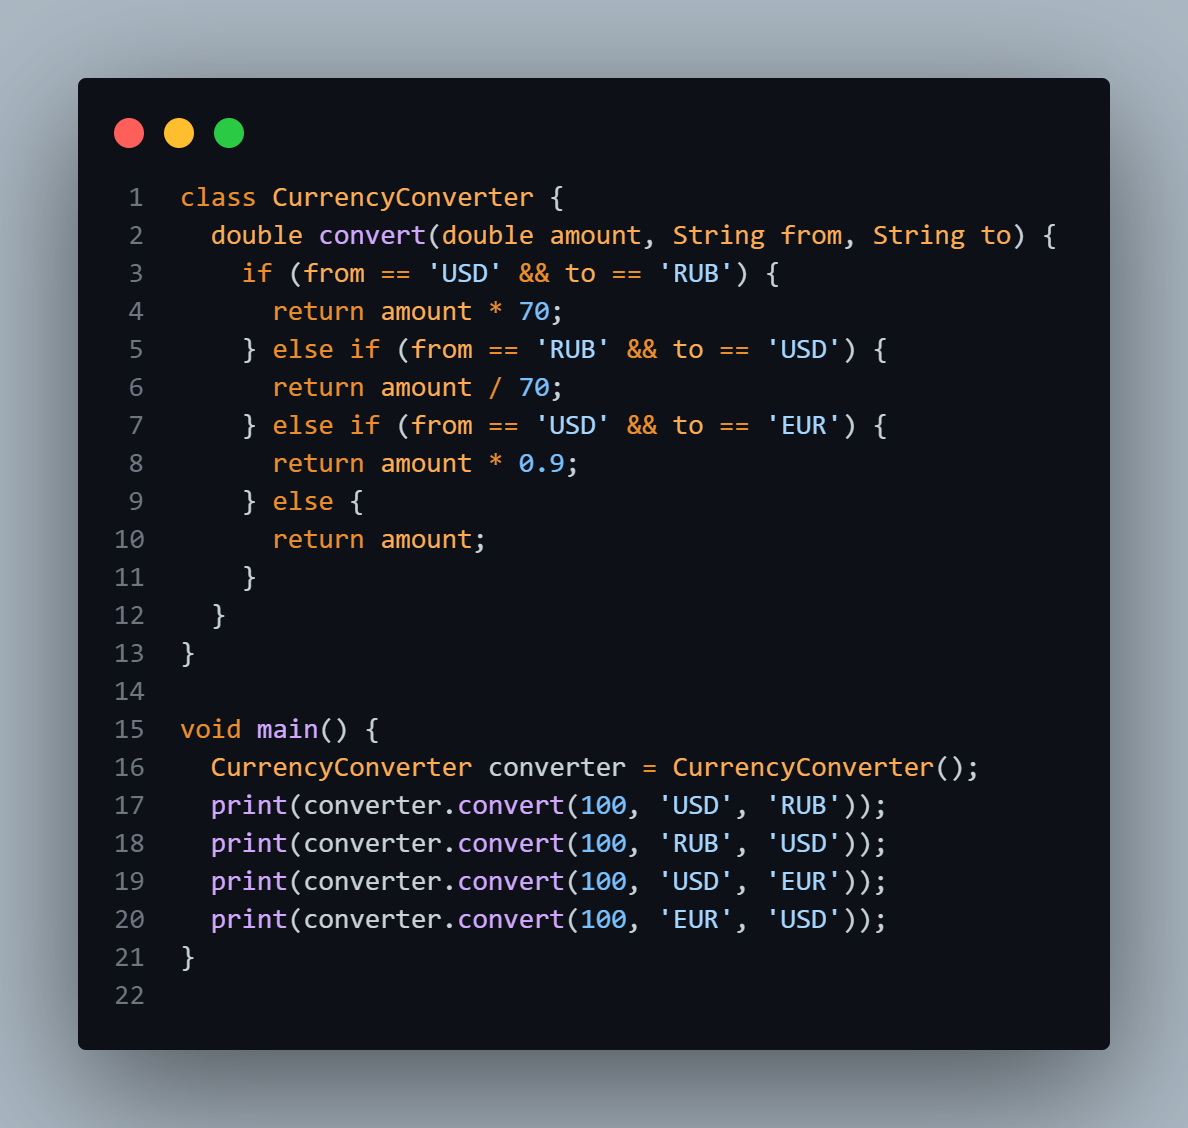 1 class CurrencyConverter {
2   double convert(double amount, String from, String to) {
3     if (from == 'USD' && to == 'RUB') {
4       return amount * 70;
5     } else if (from == 'RUB' && to == 'USD') {
6       return amount / 70;
7     } else if (from == 'USD' && to == 'EUR') {
8       return amount * 0.9;
9     } else {
10       return amount;
11     }
12   }
13 }
14
15 void main() {
16   CurrencyConverter converter = CurrencyConverter();
17   print(converter.convert(100, 'USD', 'RUB'));
18   print(converter.convert(100, 'RUB', 'USD'));
19   print(converter.convert(100, 'USD', 'EUR'));
20   print(converter.convert(100, 'EUR', 'USD'));
21 }
22